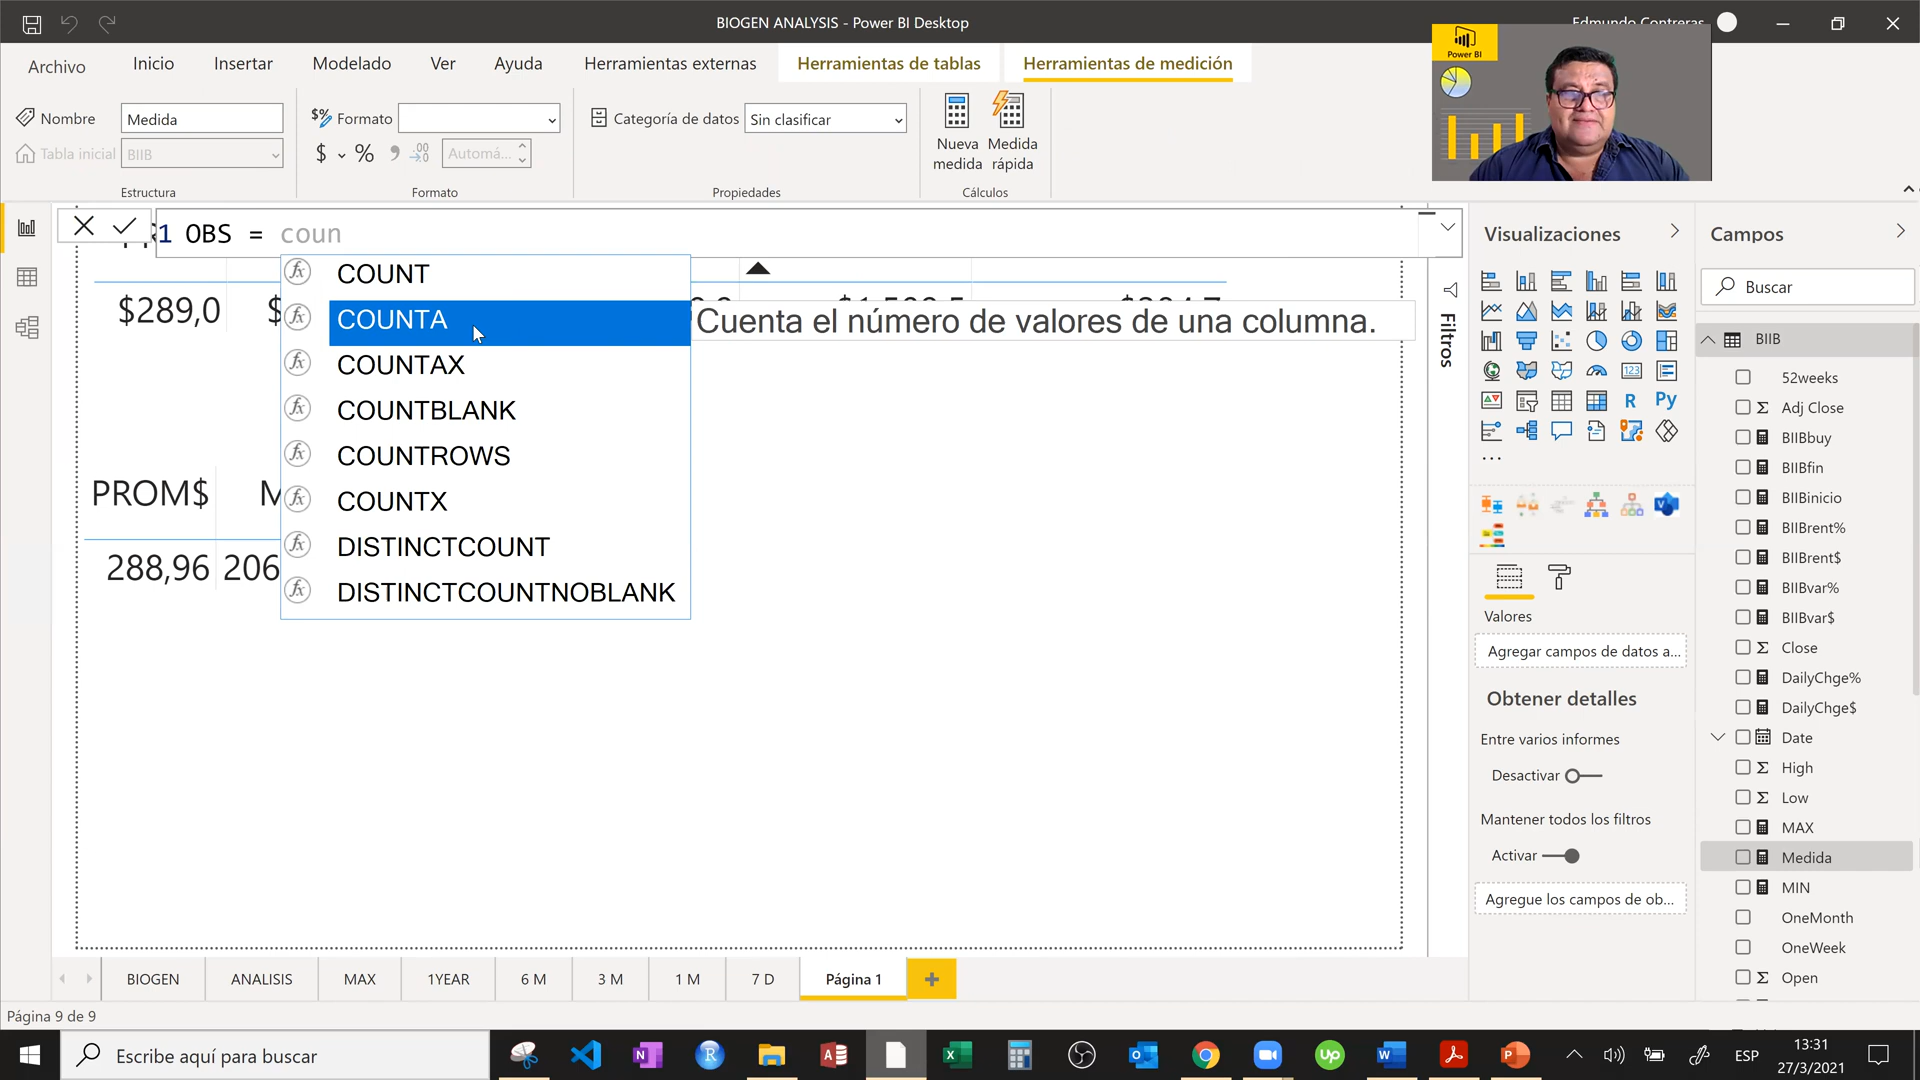 BIOGEN ANALYSIS - Power BI Desktop
Edmundo Contreras
Power BI
Archivo
Inicio
Insertar
Modelado
Ver
Ayuda
Herramientas externas
Herramientas de tablas
Herramientas de medición
Nombre
Medida
Formato
Categoría de datos
Sin clasificar
Tabla inicial
BIIB
$
%
Automá...
Nueva medida
Medida rápida
Estructura
Formato
Propiedades
Cálculos
1 OBS = coun
COUNT
COUNTA
Cuenta el número de valores de una columna.
COUNTAX
COUNTBLANK
COUNTROWS
COUNTX
DISTINCTCOUNT
DISTINCTCOUNTNOBLANK
$289,0
PROM$
288,96
206
Filtros
Visualizaciones
R
Py
123
Valores
Agregar campos de datos a...
Obtener detalles
Entre varios informes
Desactivar
Mantener todos los filtros
Activar
Agregue los campos de ob...
Campos
Buscar
BIIB
52weeks
Adj Close
BIIBbuy
BIIBfin
BIIBinicio
BIIBrent%
BIIBrent$
BIIBvar%
BIIBvar$
Close
DailyChge%
DailyChge$
Date
High
Low
MAX
Medida
MIN
OneMonth
OneWeek
Open
BIOGEN
ANALISIS
MAX
1YEAR
6 M
3 M
1 M
7 D
Página 1
Página 9 de 9
Escribe aquí para buscar
ESP
13:31
27/3/2021